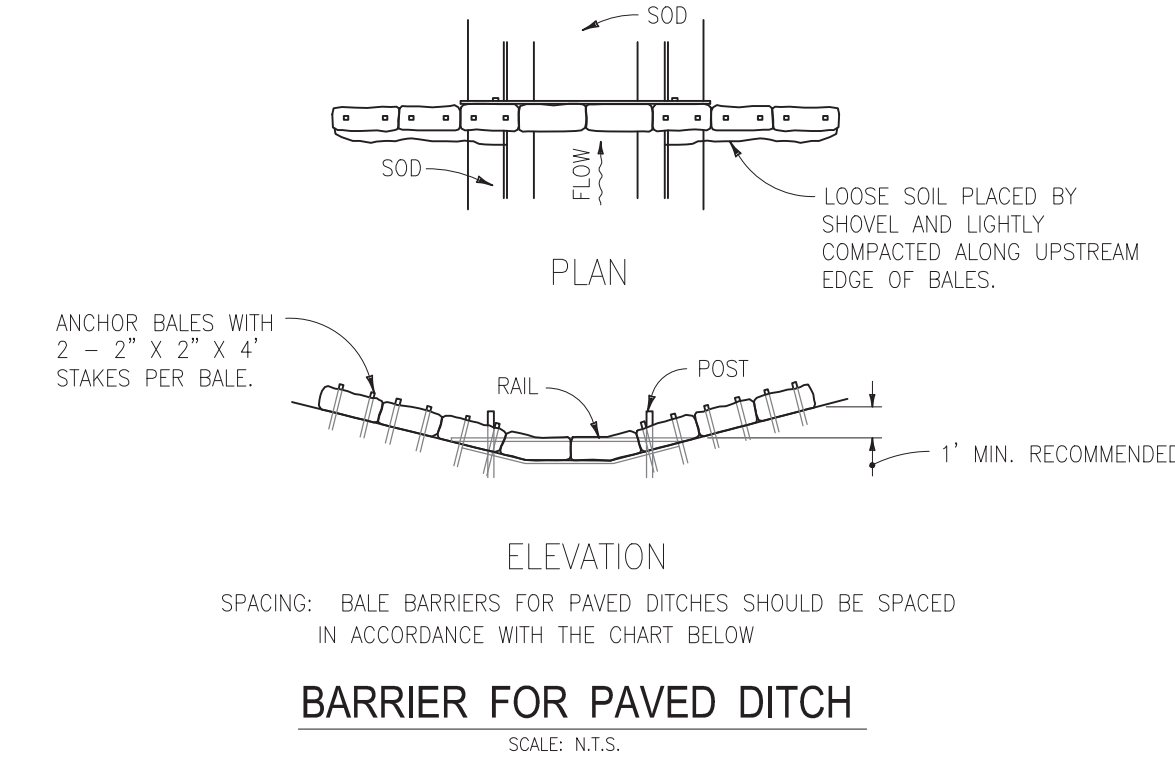 SOD
SOD
FLOW
LOOSE SOIL PLACED BY
SHOVEL AND LIGHTLY
COMPACTED ALONG UPSTREAM
EDGE OF BALES.
PLAN
ANCHOR BALES WITH
2 – 2" X 2" X 4'
STAKES PER BALE.
RAIL
POST
1' MIN. RECOMMENDED
ELEVATION
SPACING: BALE BARRIERS FOR PAVED DITCHES SHOULD BE SPACED
IN ACCORDANCE WITH THE CHART BELOW
BARRIER FOR PAVED DITCH
SCALE: N.T.S.